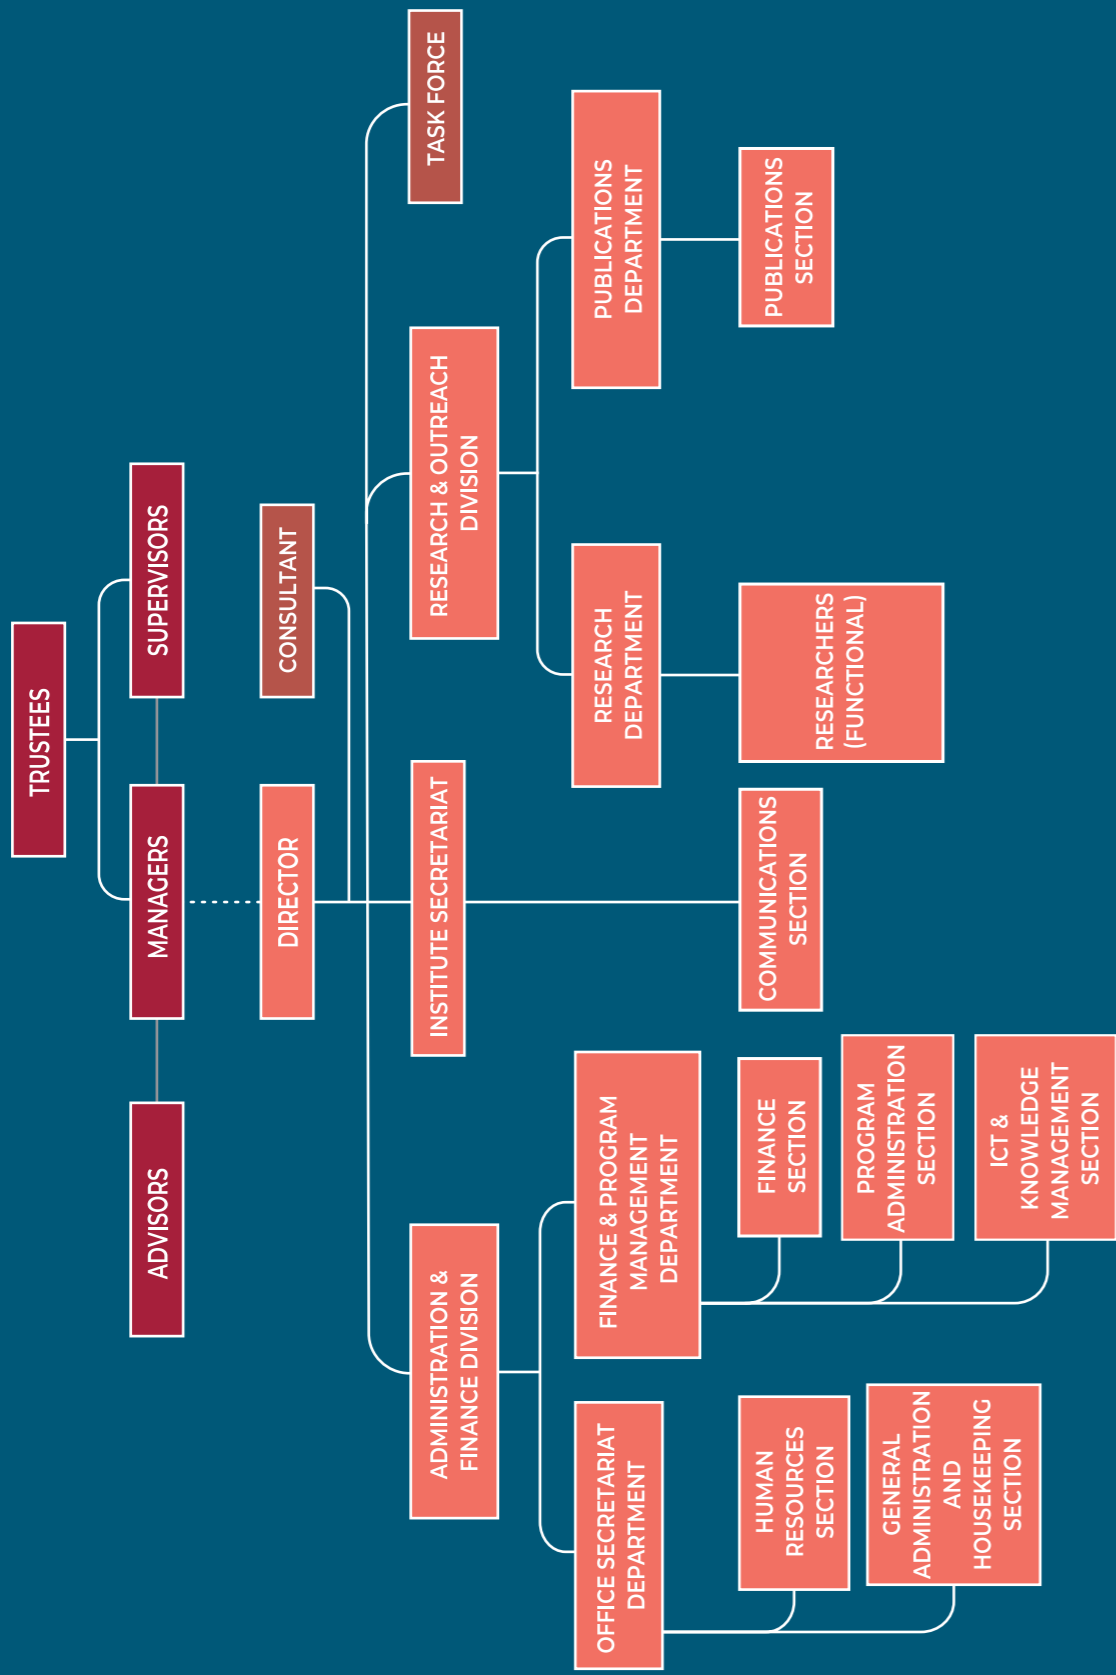 TRUSTEES
ADVISORS
MANAGERS
SUPERVISORS
DIRECTOR
CONSULTANT
ADMINISTRATION &
FINANCE DIVISION
INSTITUTE SECRETARIAT
RESEARCH & OUTREACH
DIVISION
TASK FORCE
OFFICE SECRETARIAT
DEPARTMENT
FINANCE & PROGRAM
MANAGEMENT
DEPARTMENT
RESEARCH
DEPARTMENT
PUBLICATIONS
DEPARTMENT
HUMAN
RESOURCES
SECTION
GENERAL
ADMINISTRATION
AND
HOUSEKEEPING
SECTION
FINANCE
SECTION
PROGRAM
ADMINISTRATION
SECTION
ICT &
KNOWLEDGE
MANAGEMENT
SECTION
COMMUNICATIONS
SECTION
RESEARCHERS
(FUNCTIONAL)
PUBLICATIONS
SECTION